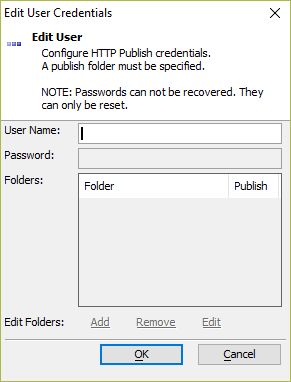 Edit User Credentials
Edit User
Configure HTTP Publish credentials.
A publish folder must be specified.
NOTE: Passwords can not be recovered. They
can only be reset.
User Name:
Password:
Folders:
Folder Publish
Edit Folders: Add Remove Edit
OK Cancel